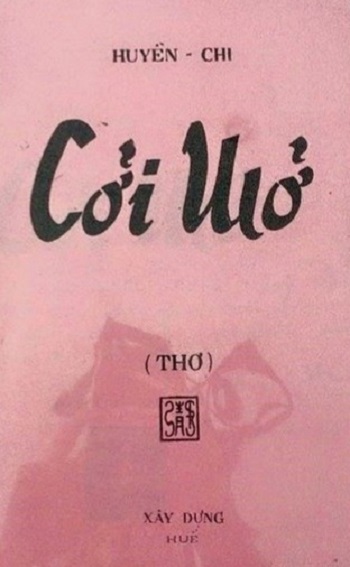 HUYỀN - CHI
Cởi Mở
(THƠ)
XÂY DỰNG
HUẾ